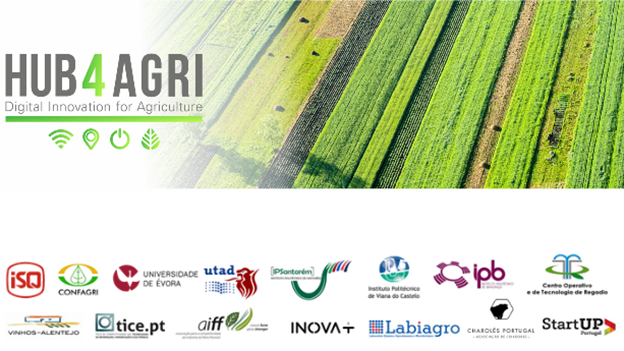 HUB4AGRI
Digital Innovation for Agriculture
isQ
CONFAGRI
UNIVERSIDADE
DE ÉVORA
utad
IPSantarém
Instituto Politécnico
de Viana do Castelo
ipb
Centro Operativo
e de Tecnologia de Regadio
VINHOS-ALENTEJO
tice.pt
aiff
INOVA+
Labiagro
CHAROLÊS PORTUGAL
StartUP
Portugal